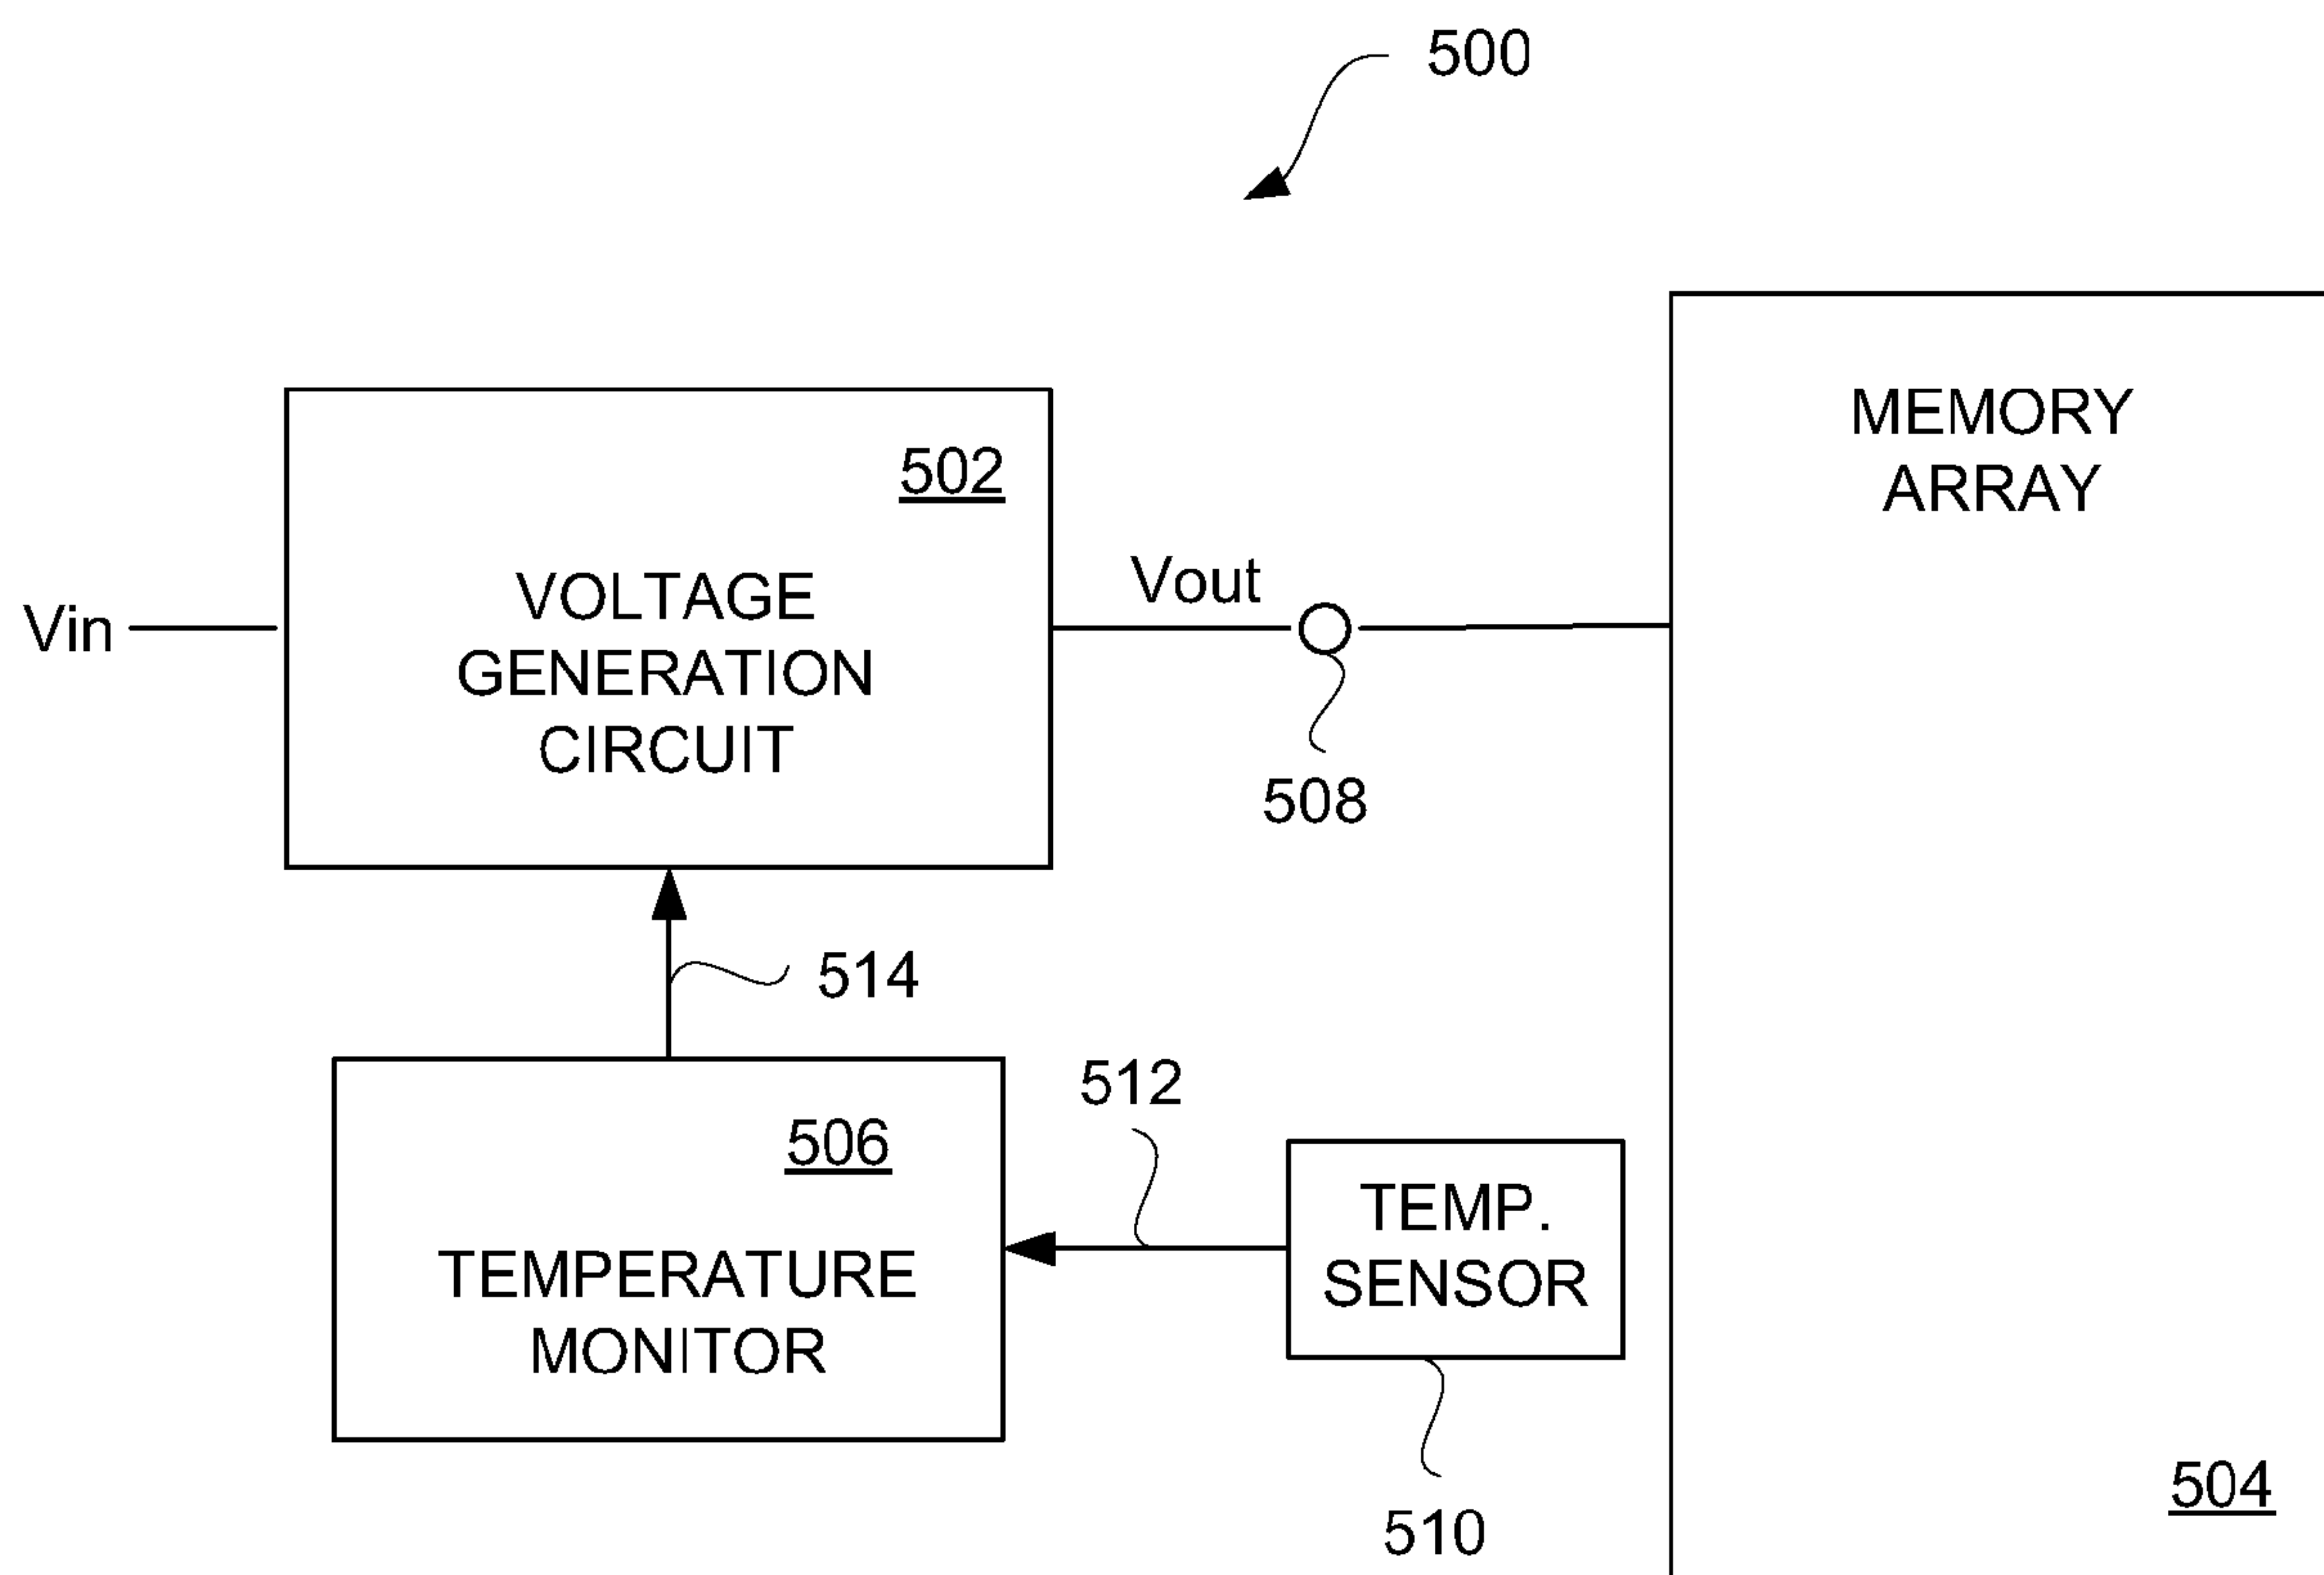 500
MEMORY
ARRAY
502
VOLTAGE
GENERATION
CIRCUIT
Vin
Vout
508
514
512
506
TEMPERATURE
MONITOR
TEMP.
SENSOR
510
504